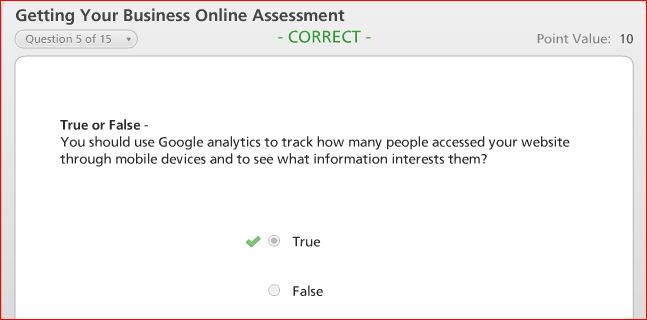 Getting Your Business Online Assessment
Question 5 of 15
- CORRECT -
Point Value: 10
True or False -
You should use Google analytics to track how many people accessed your website
through mobile devices and to see what information interests them?
True
False